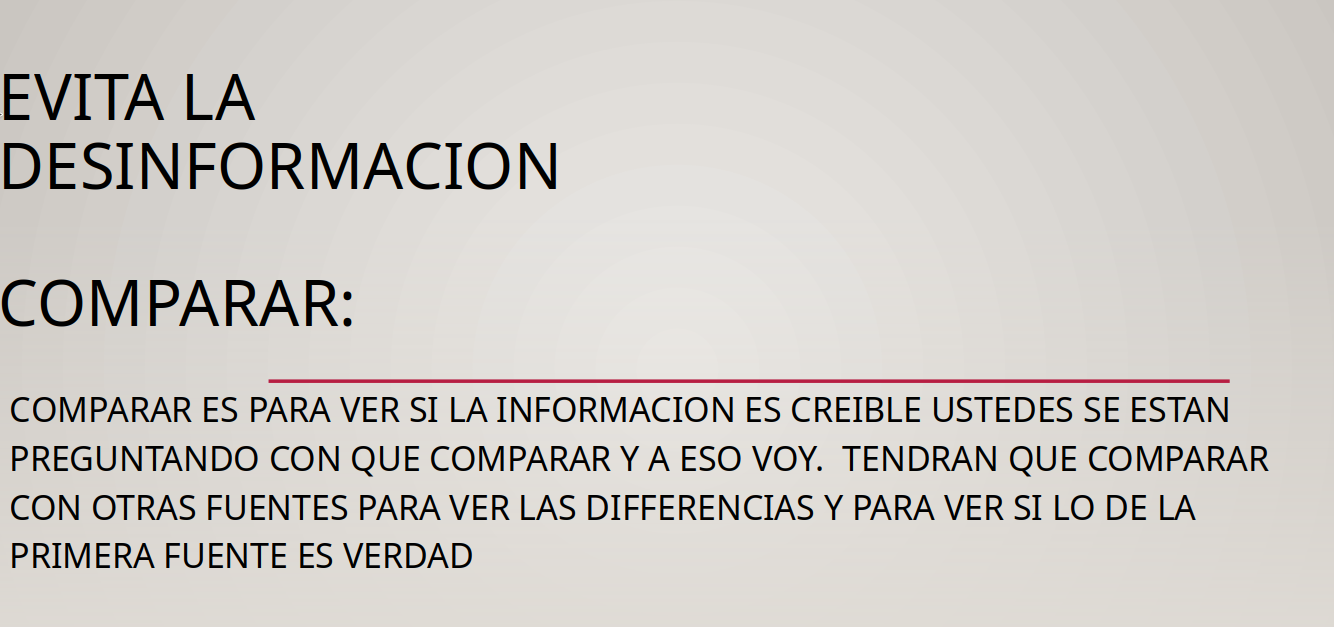 EVITA LA
DESINFORMACION
COMPARAR:
COMPARAR ES PARA VER SI LA INFORMACION ES CREIBLE USTEDES SE ESTAN
PREGUNTANDO CON QUE COMPARAR Y A ESO VOY.  TENDRAN QUE COMPARAR
CON OTRAS FUENTES PARA VER LAS DIFFERENCIAS Y PARA VER SI LO DE LA
PRIMERA FUENTE ES VERDAD